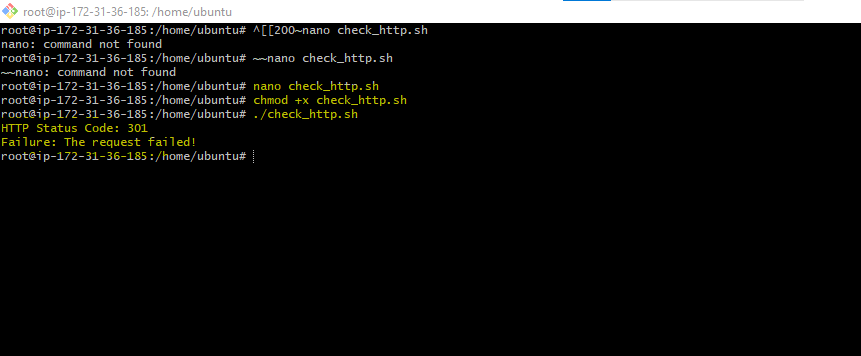 root@ip-172-31-36-185: /home/ubuntu
root@ip-172-31-36-185:/home/ubuntu# ^[[200~nano check_http.sh
nano: command not found
root@ip-172-31-36-185:/home/ubuntu# ~~nano check_http.sh
~~nano: command not found
root@ip-172-31-36-185:/home/ubuntu# nano check_http.sh
root@ip-172-31-36-185:/home/ubuntu# chmod +x check_http.sh
root@ip-172-31-36-185:/home/ubuntu# ./check_http.sh
HTTP Status Code: 301
Failure: The request failed!
root@ip-172-31-36-185:/home/ubuntu#